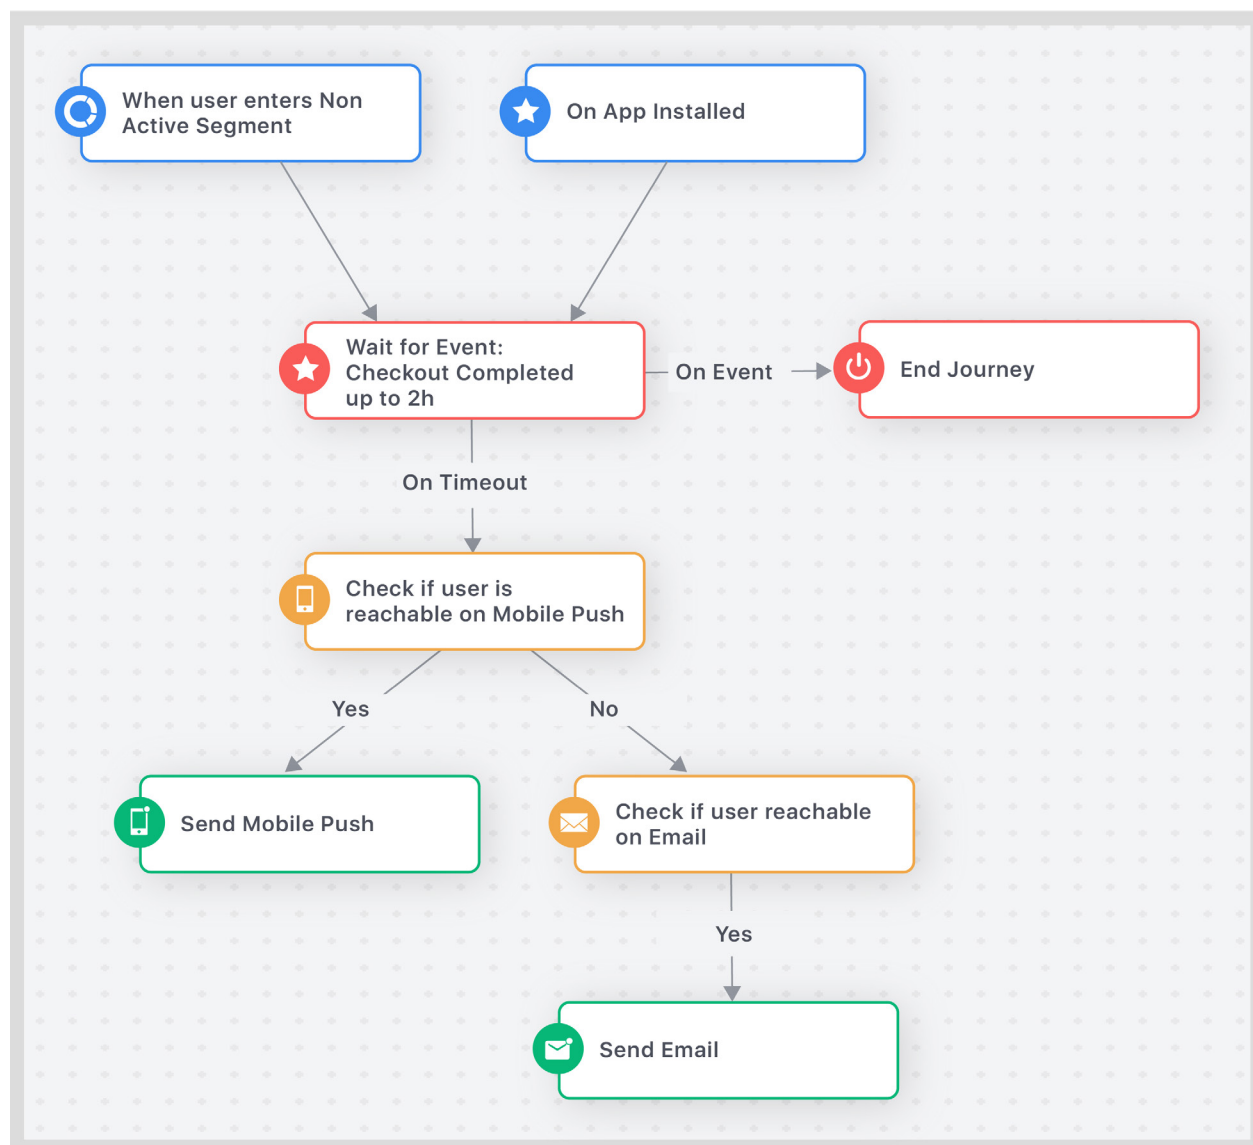 When user enters Non
Active Segment
On App Installed
Wait for Event:
Checkout Completed
up to 2h
On Event
End Journey
On Timeout
Check if user is
reachable on Mobile Push
Yes
No
Send Mobile Push
Check if user reachable
on Email
Yes
Send Email